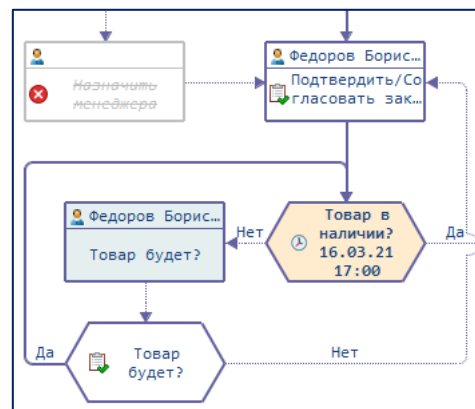 Федоров Борис...
Назначить
менеджера
Подтвердить/Со
гласовать зак...
Федоров Борис...
Товар будет?
Нет
Товар в
наличии?
16.03.21
17:00
Да
Да
Товар
будет?
Нет